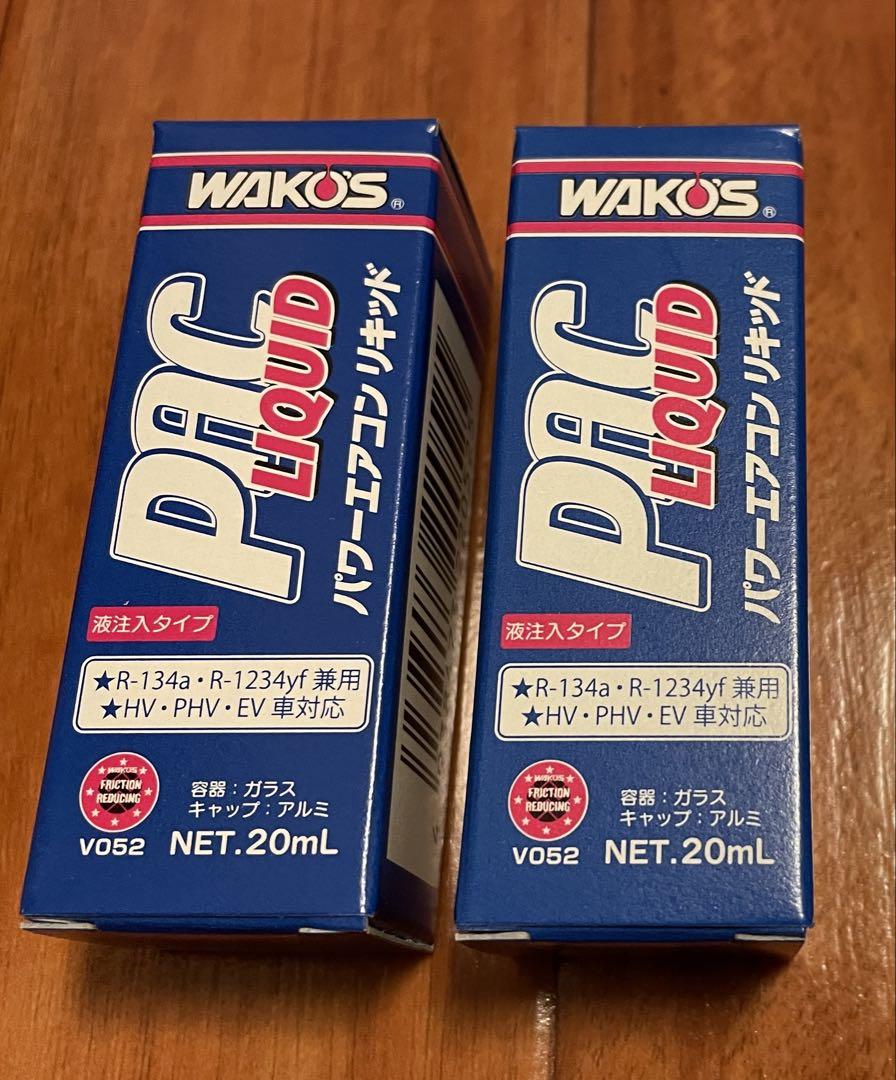 WAKO'S®
PAC
LIQUID
パワーエアコン リキッド
液注入タイプ
★R-134a・R-1234yf 兼用
★HV・PHV・EV 車対応
WAKO'S
FRICTION
REDUCING
容器：ガラス
キャップ：アルミ
V052 NET.20mL
WAKO'S®
PAC
LIQUID
パワーエアコン リキッド
液注入タイプ
★R-134a・R-1234yf 兼用
★HV・PHV・EV 車対応
WAKO'S
FRICTION
REDUCING
容器：ガラス
キャップ：アルミ
V052 NET.20mL